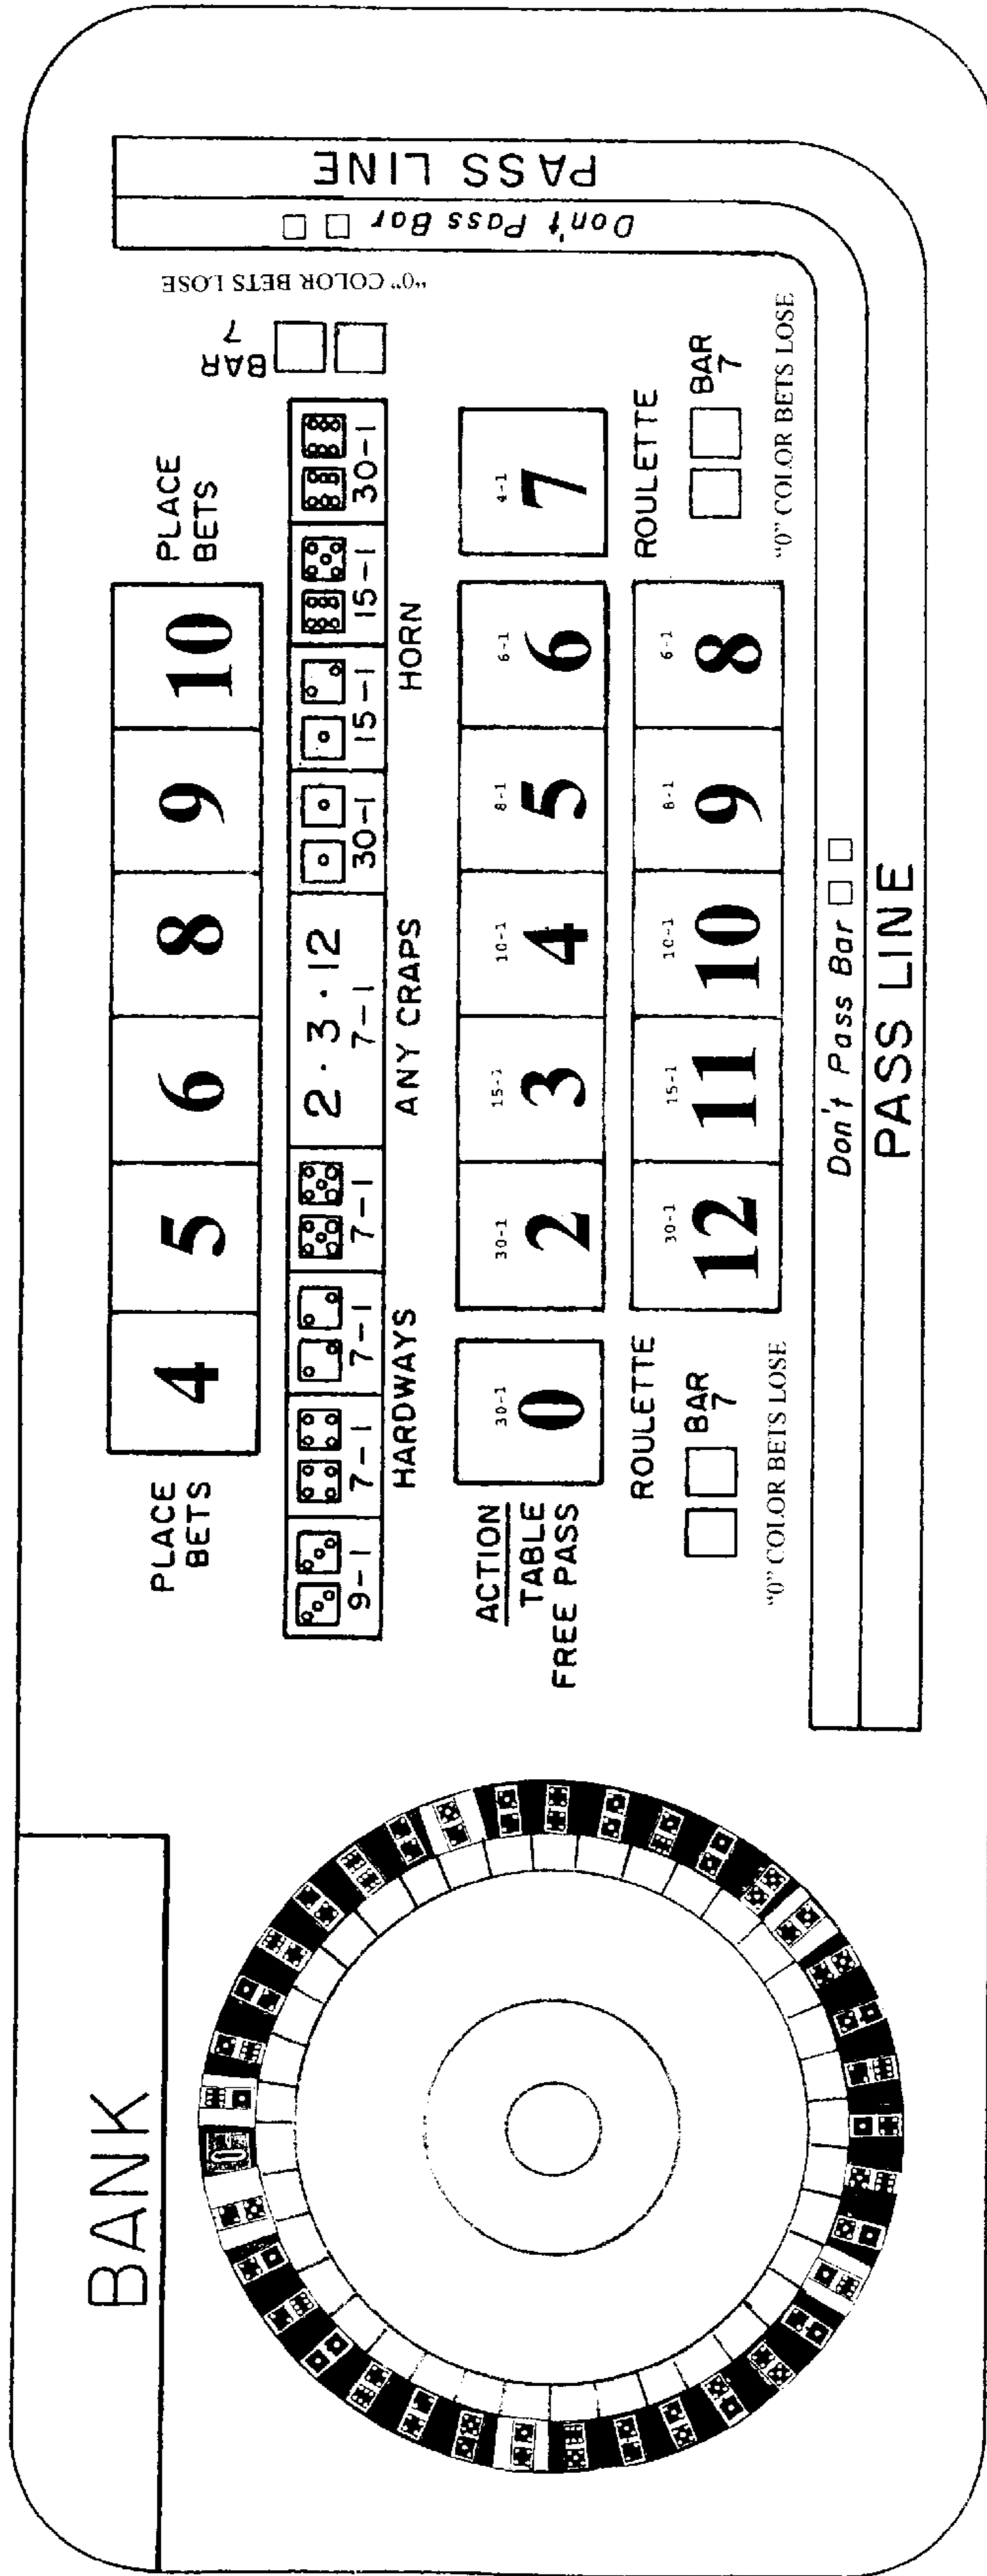 BANK
PLACE
BETS
4 5 6 8 9 10
PLACE
BETS
9-1 7-1 7-1 7-1
2 · 3 · 12
7-1
30-1 15-1 15-1 30-1
HARDWAYS
ANY CRAPS
HORN
BAR
7
"0" COLOR BETS LOSE
ACTION
TABLE
FREE PASS
30-1
0
30-1 15-1 10-1 8-1 6-1
2 3 4 5 6
4-1
7
ROULETTE
BAR
7
"0" COLOR BETS LOSE
30-1 15-1 10-1 8-1 6-1
12 11 10 9 8
ROULETTE
BAR
7
"0" COLOR BETS LOSE
Don't Pass Bar
PASS LINE
Don't Pass Bar
PASS LINE
0